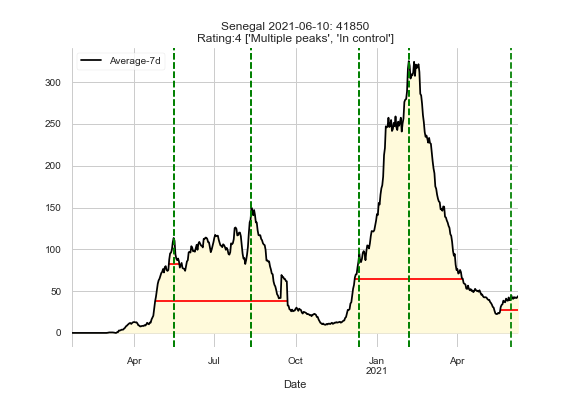 Senegal 2021-06-10: 41850
Rating:4 ['Multiple peaks', 'In control']
Average-7d
300
250
200
150
100
50
0
Apr
Jul
Oct
Jan
2021
Apr
Date